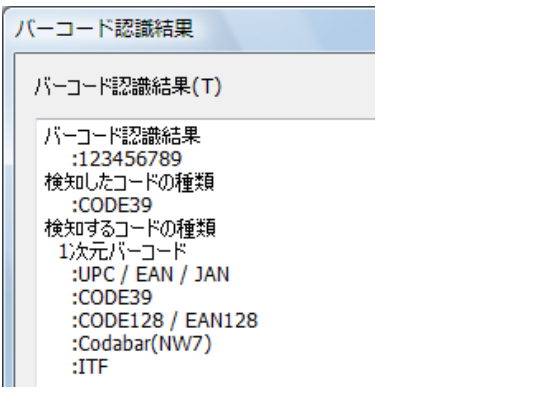 バーコード認識結果
バーコード認識結果(T)
バーコード認識結果
:123456789
検知したコードの種類
:CODE39
検知するコードの種類
1次元バーコード
:UPC / EAN / JAN
:CODE39
:CODE128 / EAN128
:Codabar(NW7)
:ITF